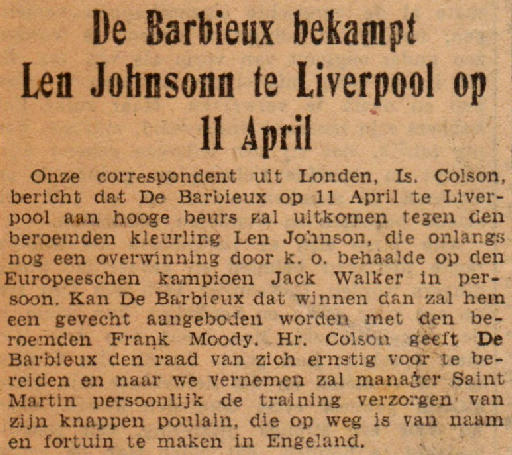 De Barbieux bekampt
Len Johnsonn te Liverpool op
11 April
Onze correspondent uit Londen, Is. Colson,
bericht dat De Barbieux op 11 April te Liver-
pool aan hooge beurs zal uitkomen tegen den
beroemden kleurling Len Johnson, die onlangs
nog een overwinning door k. o. behaalde op den
Europeeschen kampioen Jack Walker in per-
soon. Kan De Barbieux dat winnen dan zal hem
een gevecht aangeboden worden met den be-
roemden Frank Moody. Hr. Colson geeft De
Barbieux den raad van zich ernstig voor te be-
reiden en naar we vernemen zal manager Saint
Martin persoonlijk de training verzorgen van
zijn knappen poulain, die op weg is van naam
en fortuin te maken in Engeland.